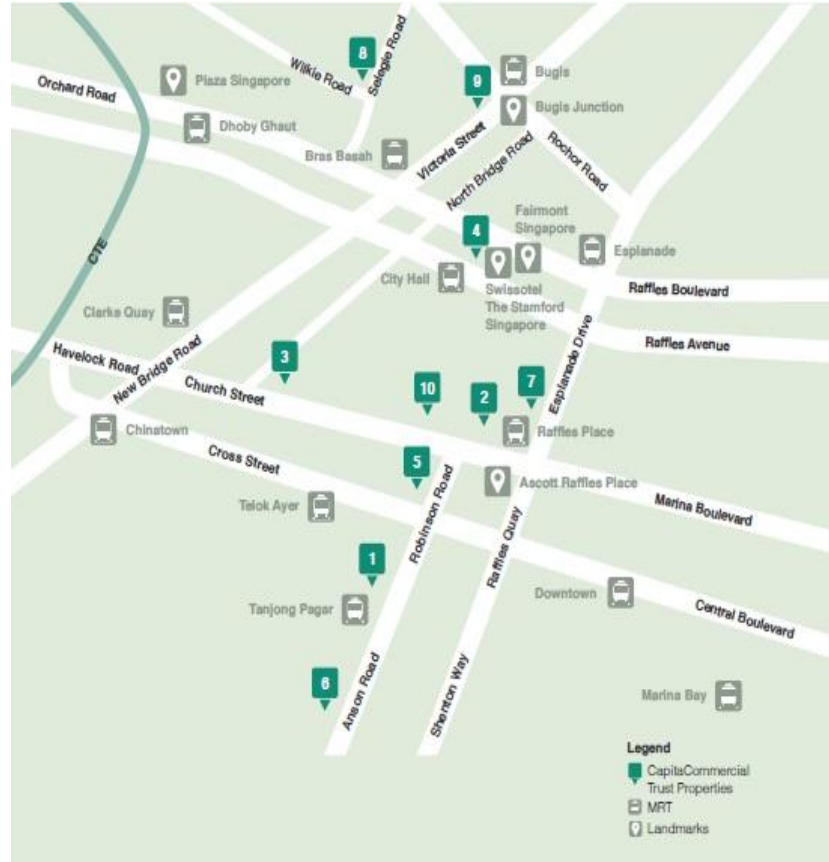 8
Wilkie Road
Selegie Road
9
Bugis
Orchard Road
Plaza Singapore
Bugis Junction
Dhoby Ghaut
Bras Basah
Victoria Street
North Bridge Road
Rochor Road
CTE
4
Fairmont
Singapore
Esplanade
City Hall
Swissotel
The Stamford
Singapore
Raffles Boulevard
Clarke Quay
Raffles Avenue
Havelock Road
New Bridge Road
3
Church Street
Esplanade Drive
10
2
7
Chinatown
Raffles Place
Cross Street
5
Robinson Road
Ascott Raffles Place
Marina Boulevard
Telok Ayer
Raffles Quay
1
Tanjong Pagar
Downtown
Central Boulevard
6
Anson Road
Shenton Way
Marina Bay
Legend
CapitaCommercial
Trust Properties
MRT
Landmarks